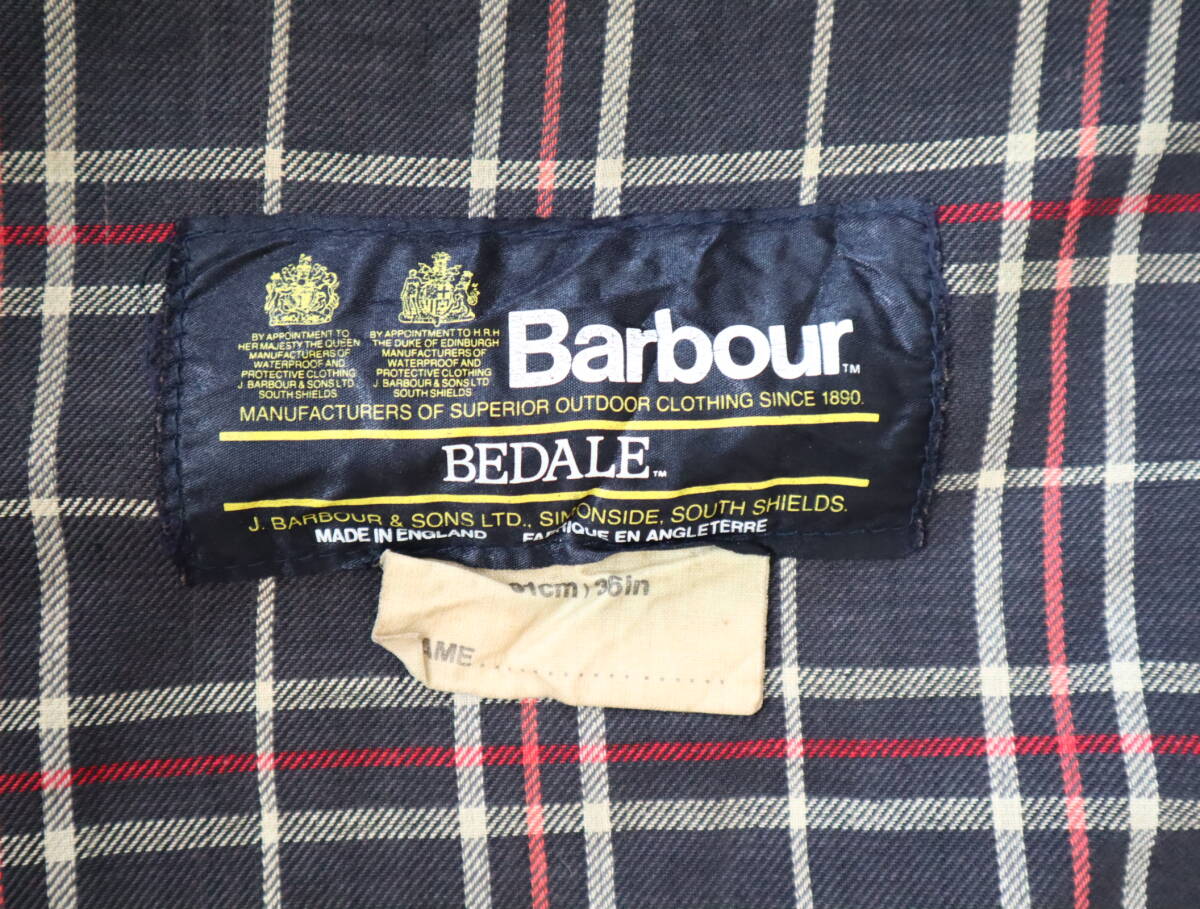 BY APPOINTMENT TO
HER MAJESTY THE QUEEN
MANUFACTURERS OF
WATERPROOF AND
PROTECTIVE CLOTHING
J. BARBOUR & SONS LTD
SOUTH SHIELDS
BY APPOINTMENT TO H.R.H
THE DUKE OF EDINBURGH
MANUFACTURERS OF
WATERPROOF AND
PROTECTIVE CLOTHING
J. BARBOUR & SONS LTD
SOUTH SHIELDS
Barbour™
MANUFACTURERS OF SUPERIOR OUTDOOR CLOTHING SINCE 1890.
BEDALE™
J. BARBOUR & SONS LTD., SIMONSIDE, SOUTH SHIELDS.
MADE IN ENGLAND FABRIQUE EN ANGLETERRE
91cm 36in
AME....................